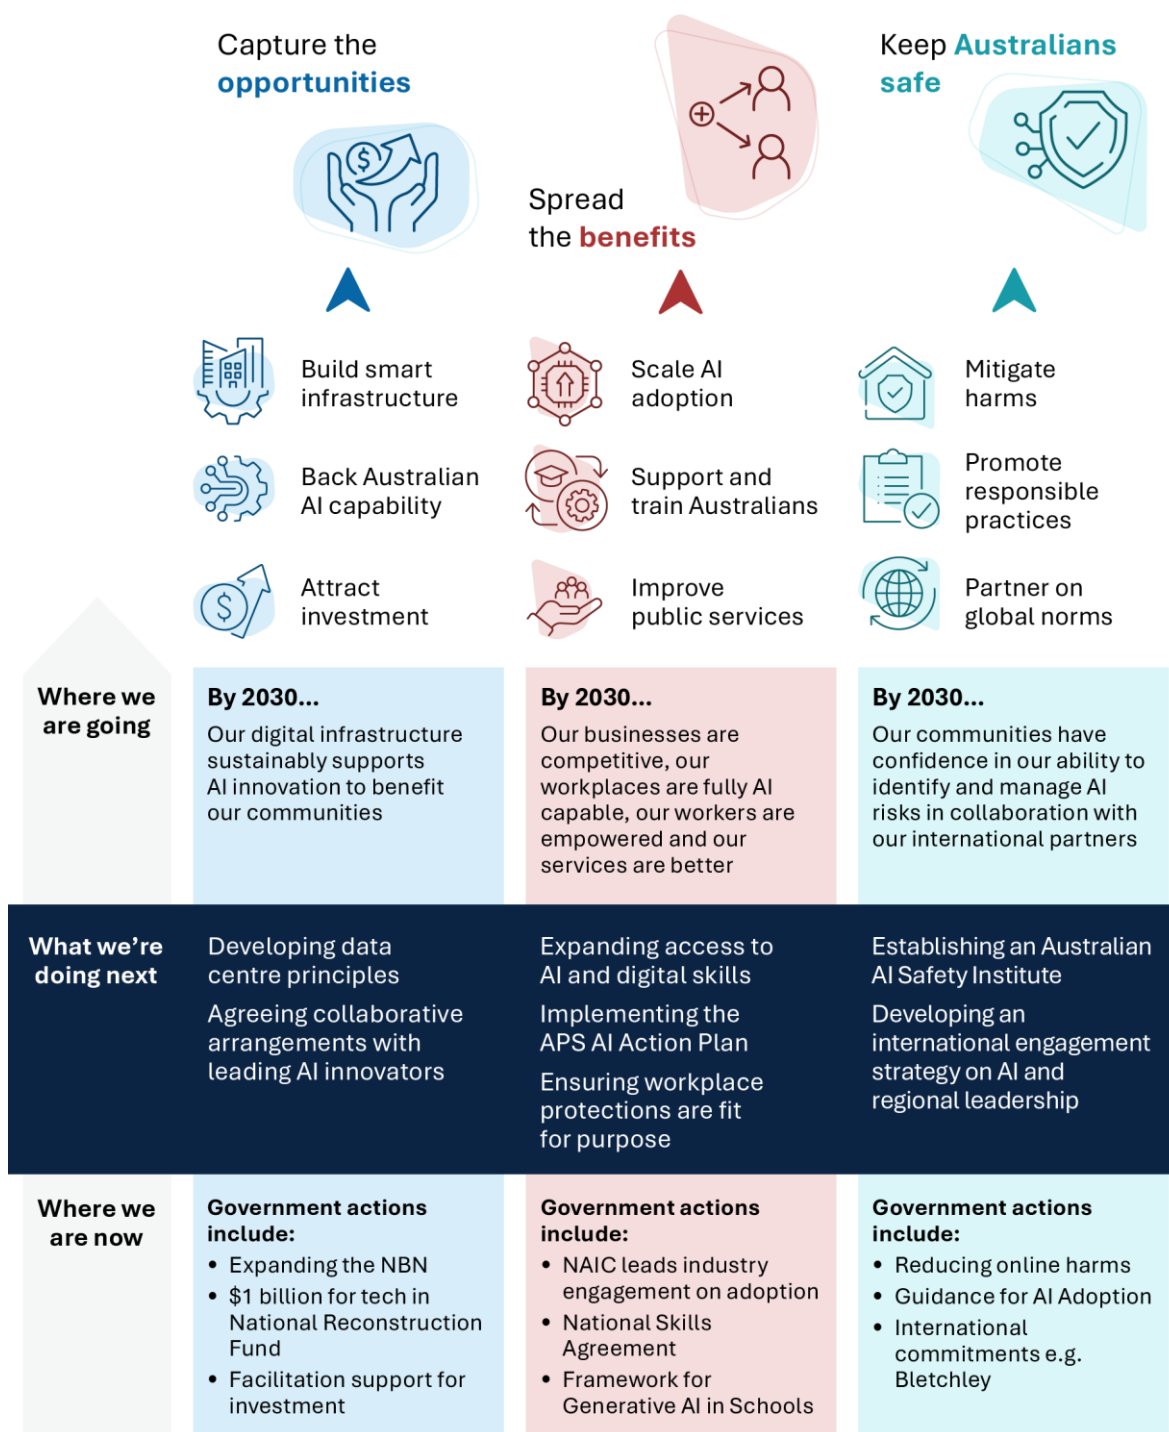 Capture the
opportunities
Spread
the benefits
Keep Australians
safe
Build smart
infrastructure
Back Australian
AI capability
Attract
investment
Scale AI
adoption
Support and
train Australians
Improve
public services
Mitigate
harms
Promote
responsible
practices
Partner on
global norms
Where we
are going
By 2030...
Our digital infrastructure
sustainably supports
AI innovation to benefit
our communities
By 2030...
Our businesses are
competitive, our
workplaces are fully AI
capable, our workers are
empowered and our
services are better
By 2030...
Our communities have
confidence in our ability to
identify and manage AI
risks in collaboration with
our international partners
What we're
doing next
Developing data
centre principles
Agreeing collaborative
arrangements with
leading AI innovators
Expanding access to
AI and digital skills
Implementing the
APS AI Action Plan
Ensuring workplace
protections are fit
for purpose
Establishing an Australian
AI Safety Institute
Developing an
international engagement
strategy on AI and
regional leadership
Where we
are now
Government actions
include:
• Expanding the NBN
• $1 billion for tech in
National Reconstruction
Fund
• Facilitation support for
investment
Government actions
include:
• NAIC leads industry
engagement on adoption
• National Skills
Agreement
• Framework for
Generative AI in Schools
Government actions
include:
• Reducing online harms
• Guidance for AI Adoption
• International
commitments e.g.
Bletchley